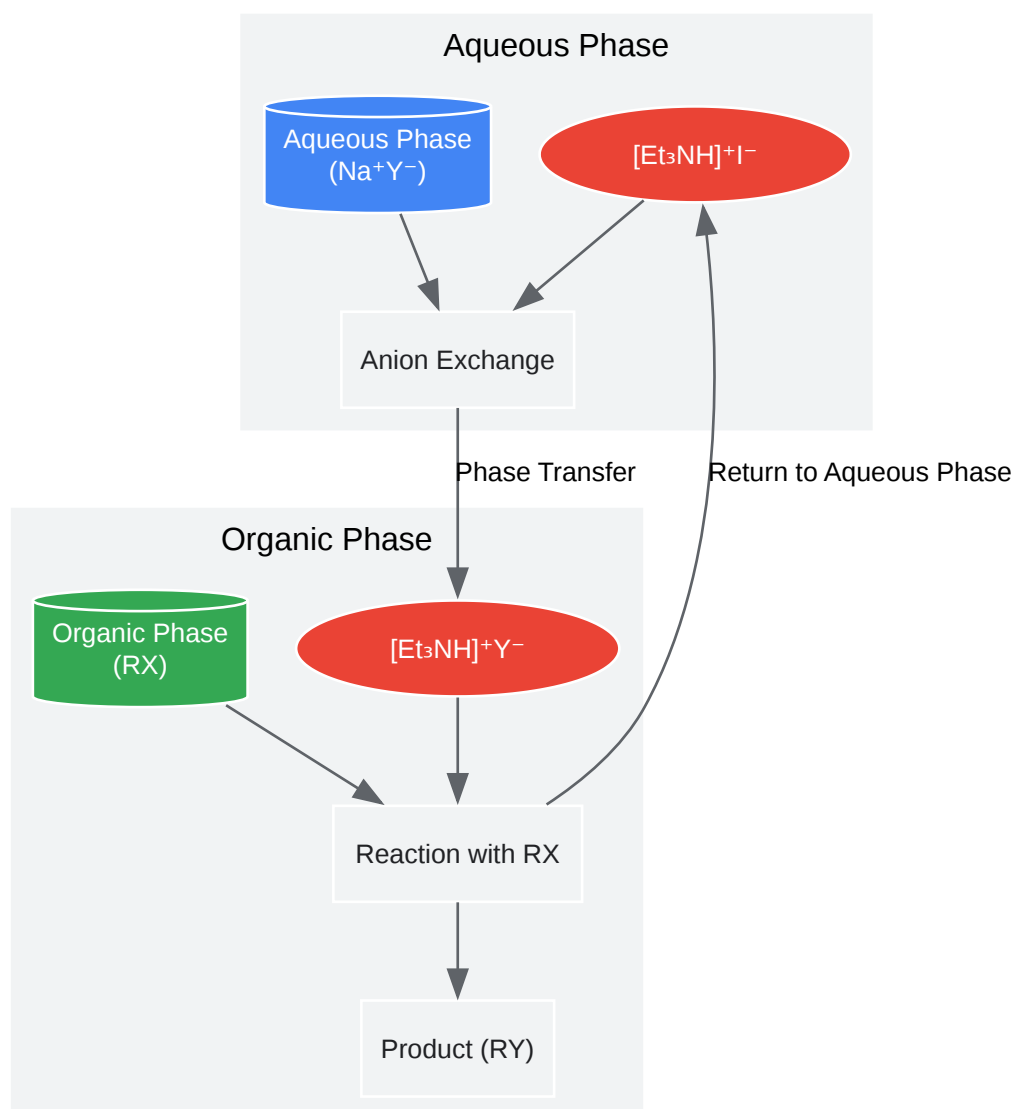 Aqueous Phase
Aqueous Phase
(Na⁺Y⁻)
[Et₃NH]⁺I⁻
Anion Exchange
Phase Transfer
Return to Aqueous Phase
Organic Phase
Organic Phase
(RX)
[Et₃NH]⁺Y⁻
Reaction with RX
Product (RY)